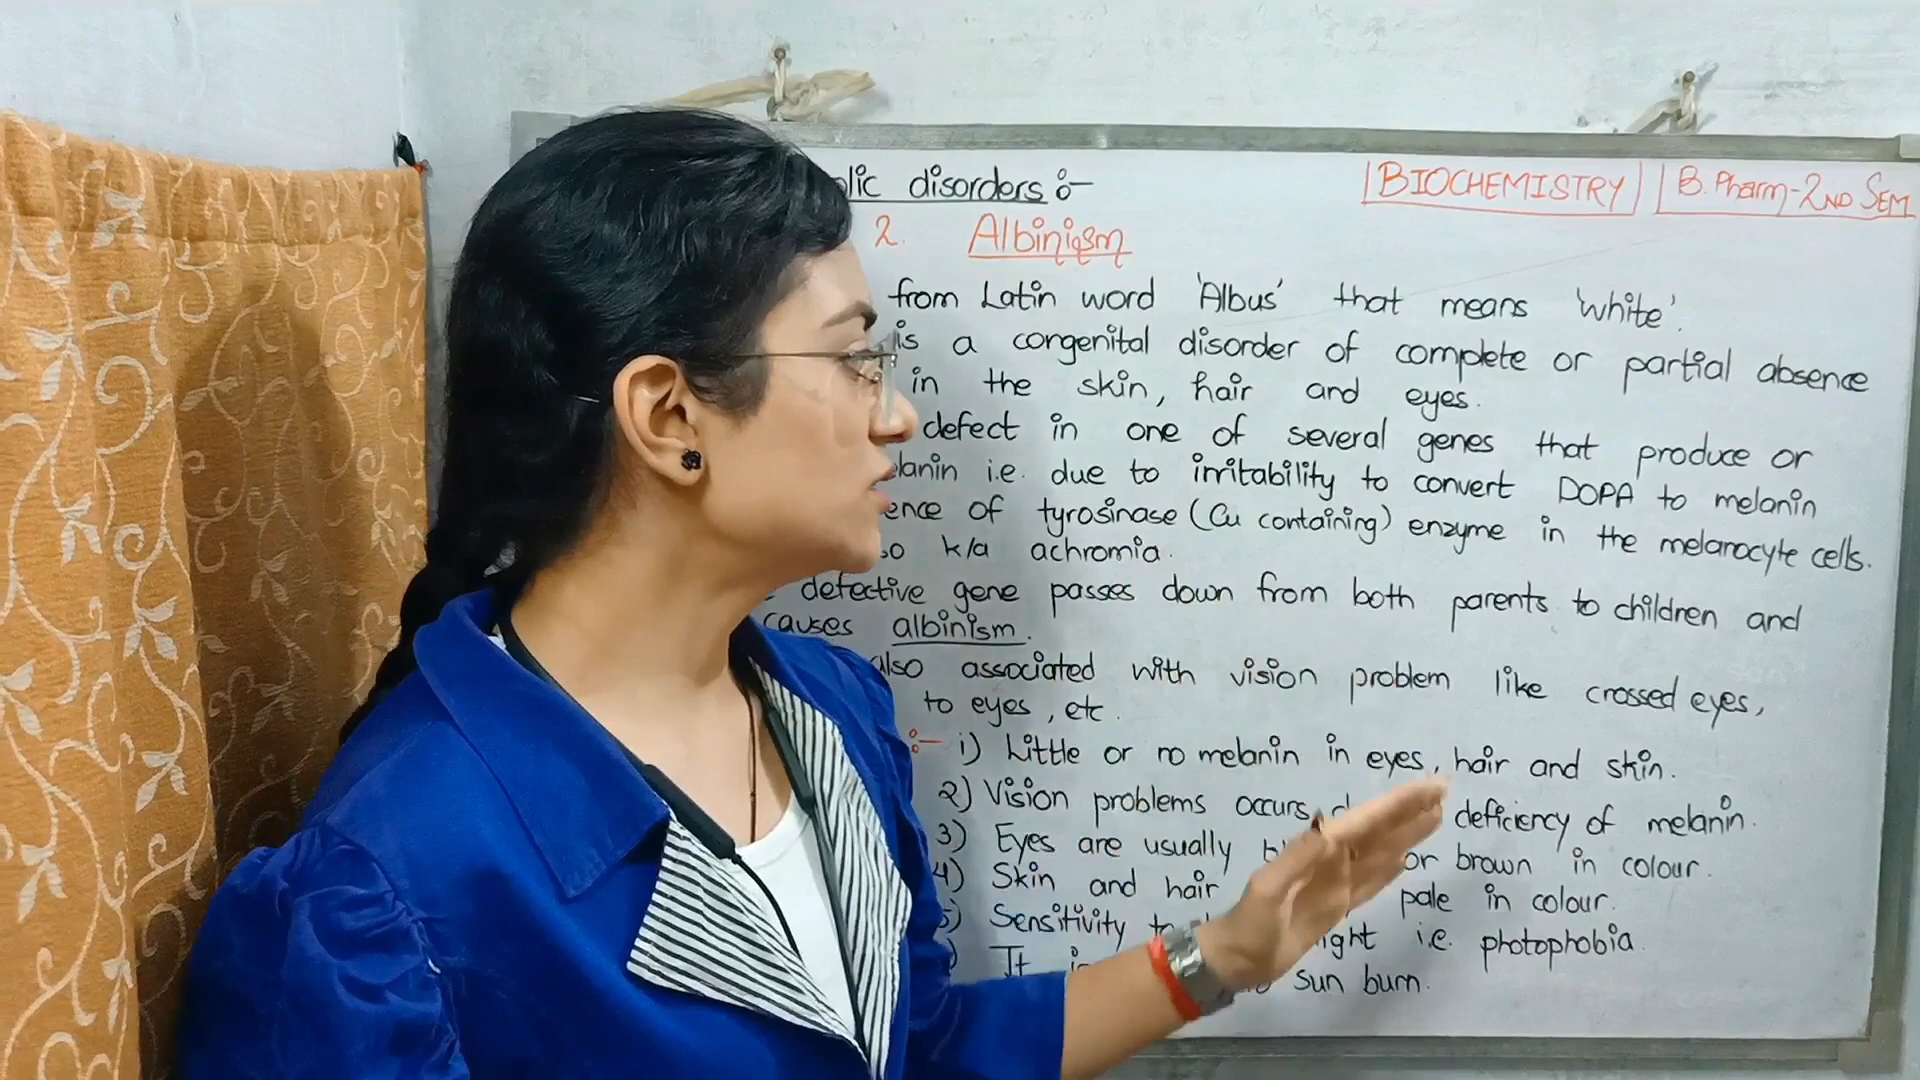 disorders :-
BIOCHEMISTRY
B. Pharm-2ND SEM
2. Albinism
from Latin word 'Albus' that means 'white'.
is a congenital disorder of complete or partial absence
in the skin, hair and eyes.
defect in one of several genes that produce or
i.e. due to irritability to convert DOPA to melanin
of tyrosinase (Cu containing) enzyme in the melanocyte cells.
k/a achromia.
defective gene passes down from both parents to children and
causes albinism.
also associated with vision problem like crossed eyes,
to eyes, etc.
:- i) Little or no melanin in eyes, hair and skin.
2) Vision problems occurs deficiency of melanin.
3) Eyes are usually or brown in colour.
4) Skin and hair pale in colour.
5) Sensitivity i.e. photophobia.
It sun burn.